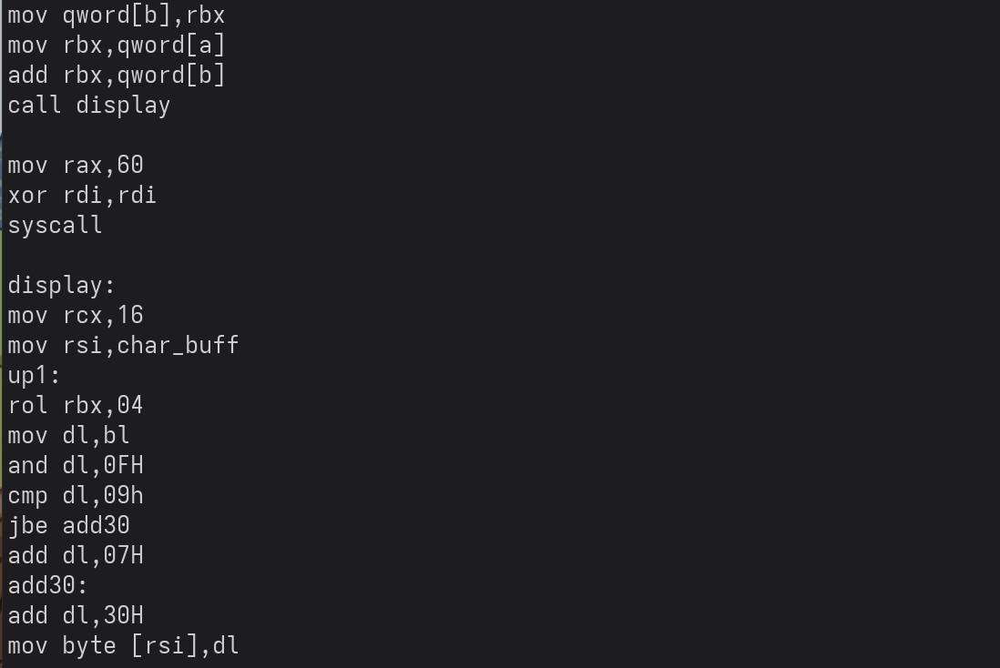 mov qword[b],rbx
mov rbx,qword[a]
add rbx,qword[b]
call display
mov rax,60
xor rdi,rdi
syscall
display:
mov rcx,16
mov rsi,char_buff
up1:
rol rbx,04
mov dl,bl
and dl,0FH
cmp dl,09h
jbe add30
add dl,07H
add30:
add dl,30H
mov byte [rsi],dl